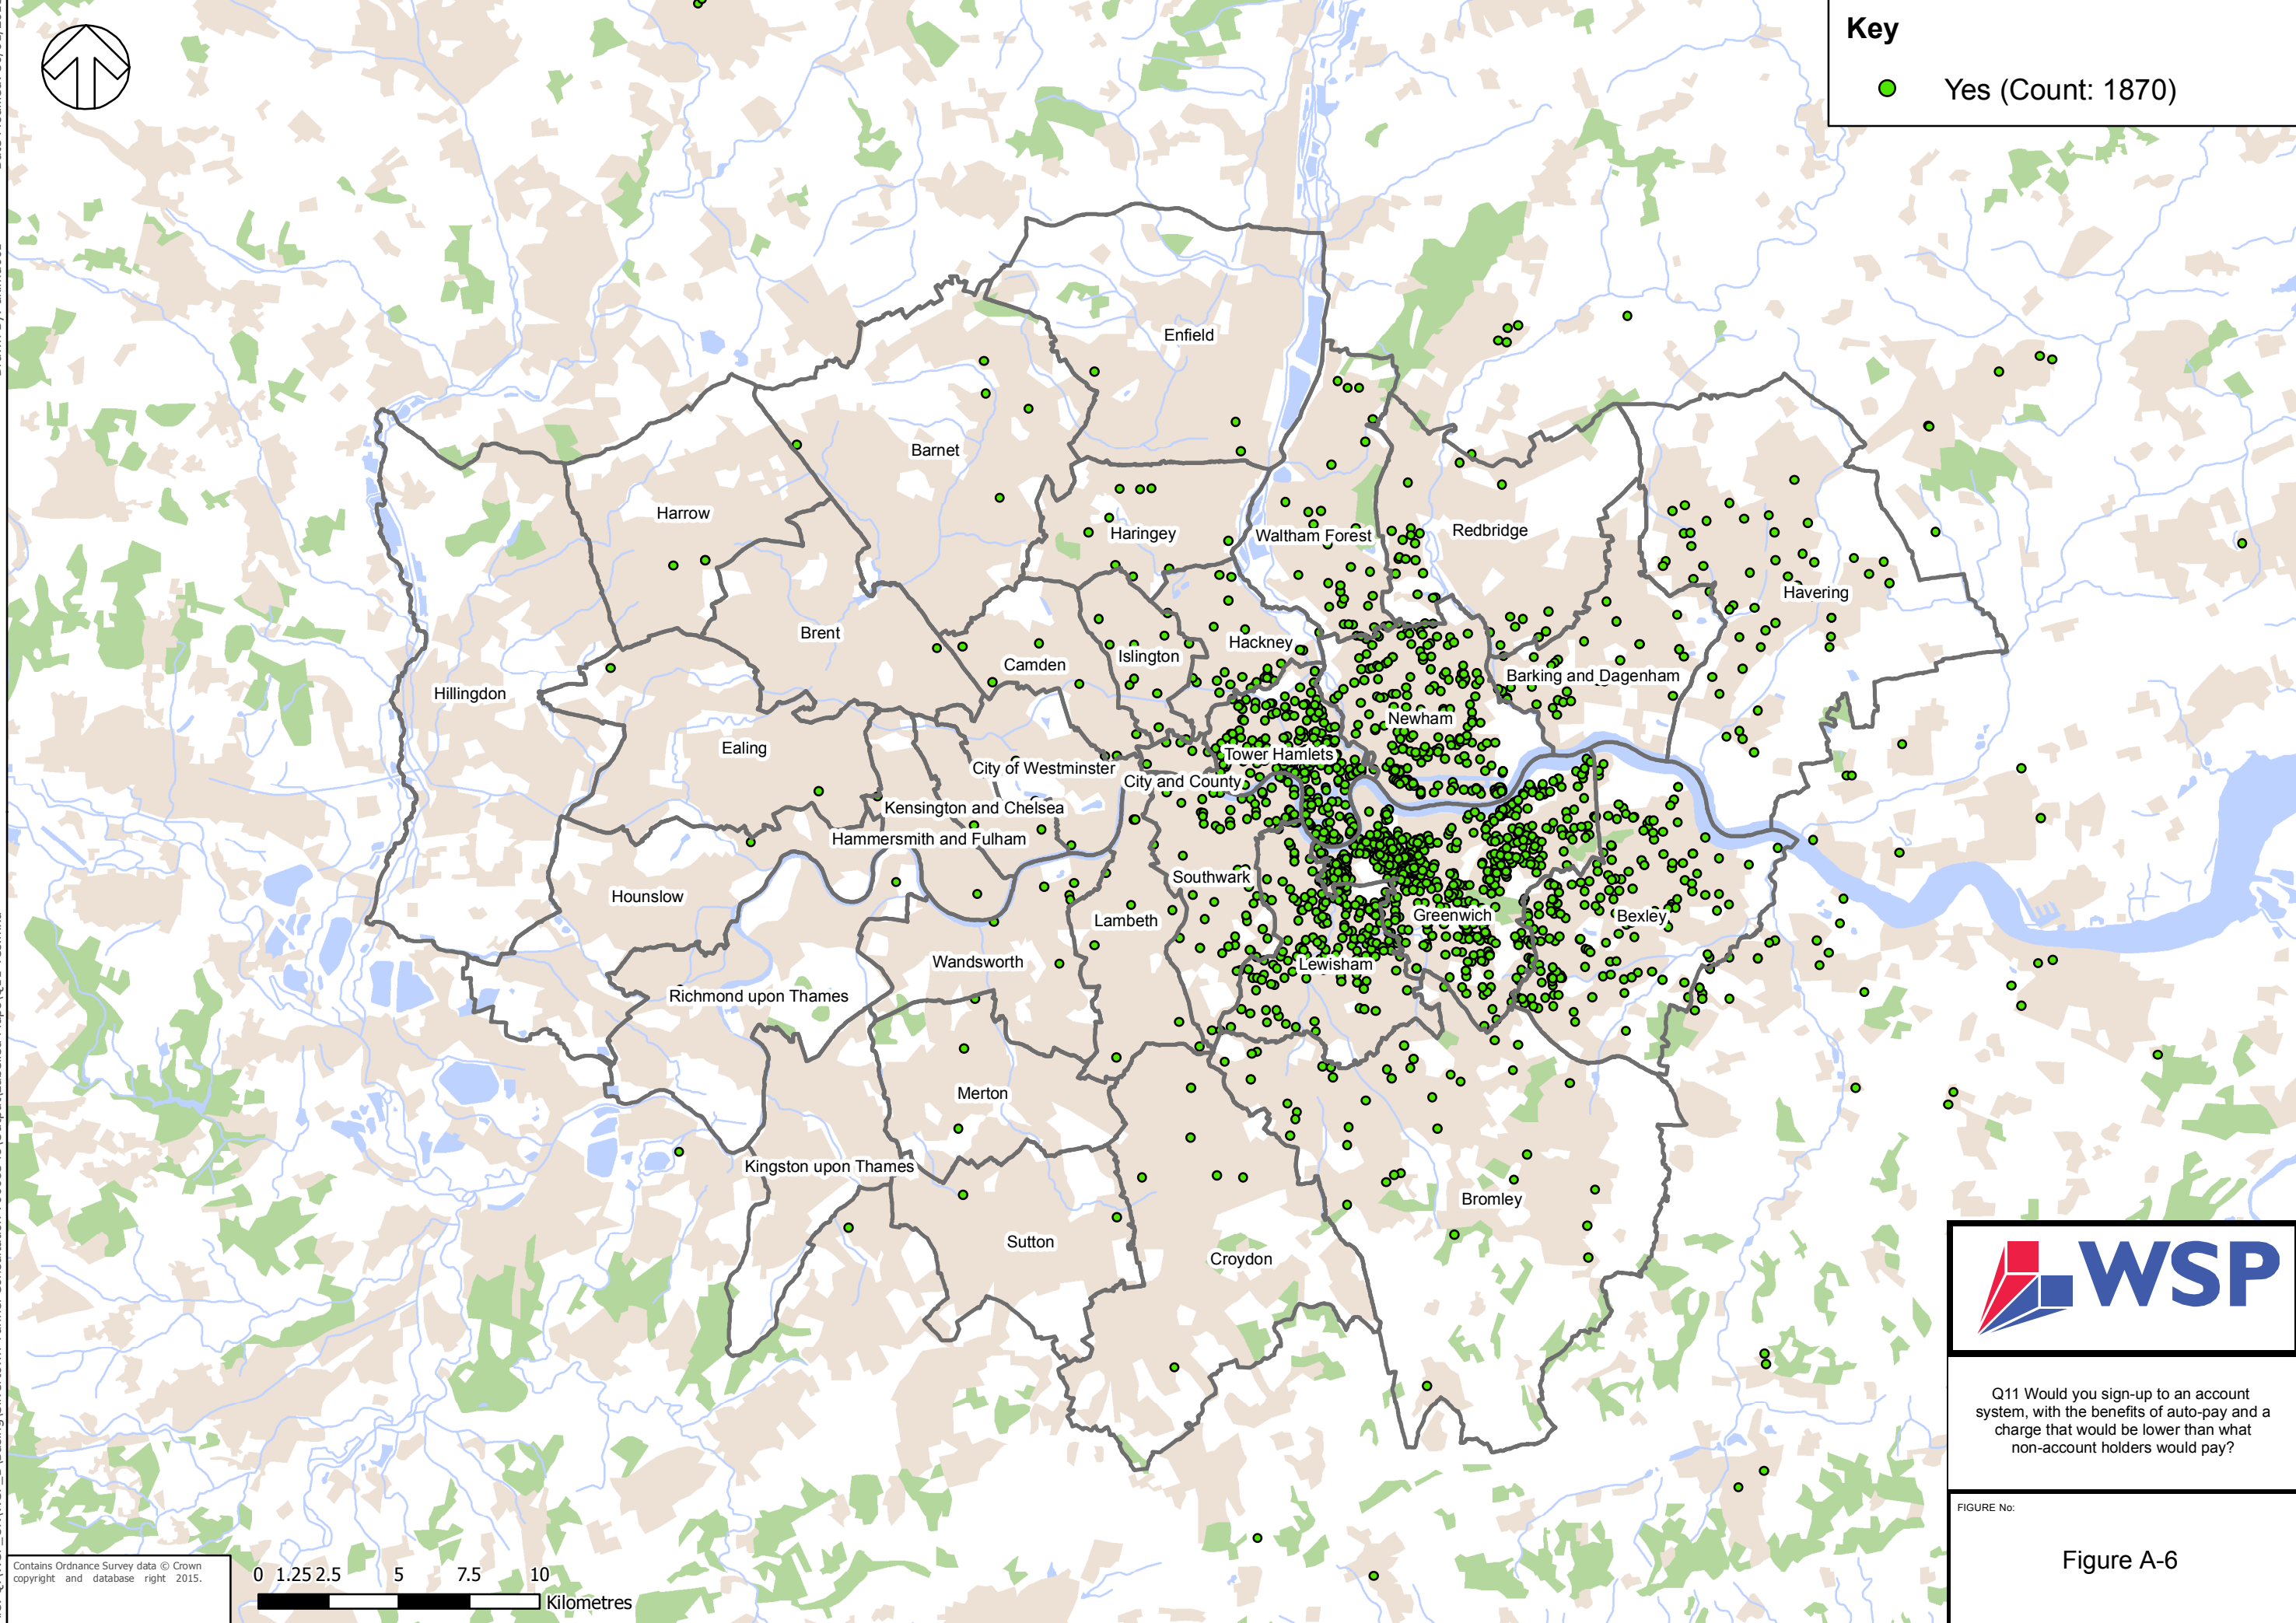 Key
Yes (Count: 1870)
Enfield
Barnet
Harrow
Haringey
Waltham Forest
Redbridge
Havering
Brent
Hackney
Camden
Islington
Barking and Dagenham
Hillingdon
Newham
Ealing
Tower Hamlets
City of Westminster
City and County
Kensington and Chelsea
Hammersmith and Fulham
Southwark
Hounslow
Lambeth
Greenwich
Bexley
Wandsworth
Lewisham
Richmond upon Thames
Merton
Kingston upon Thames
Bromley
Sutton
Croydon
WSP
Q11 Would you sign-up to an account
system, with the benefits of auto-pay and a
charge that would be lower than what
non-account holders would pay?
FIGURE No:
Figure A-6
Contains Ordnance Survey data © Crown
copyright and database right 2015.
0 1.25 2.5 5 7.5 10
Kilometres